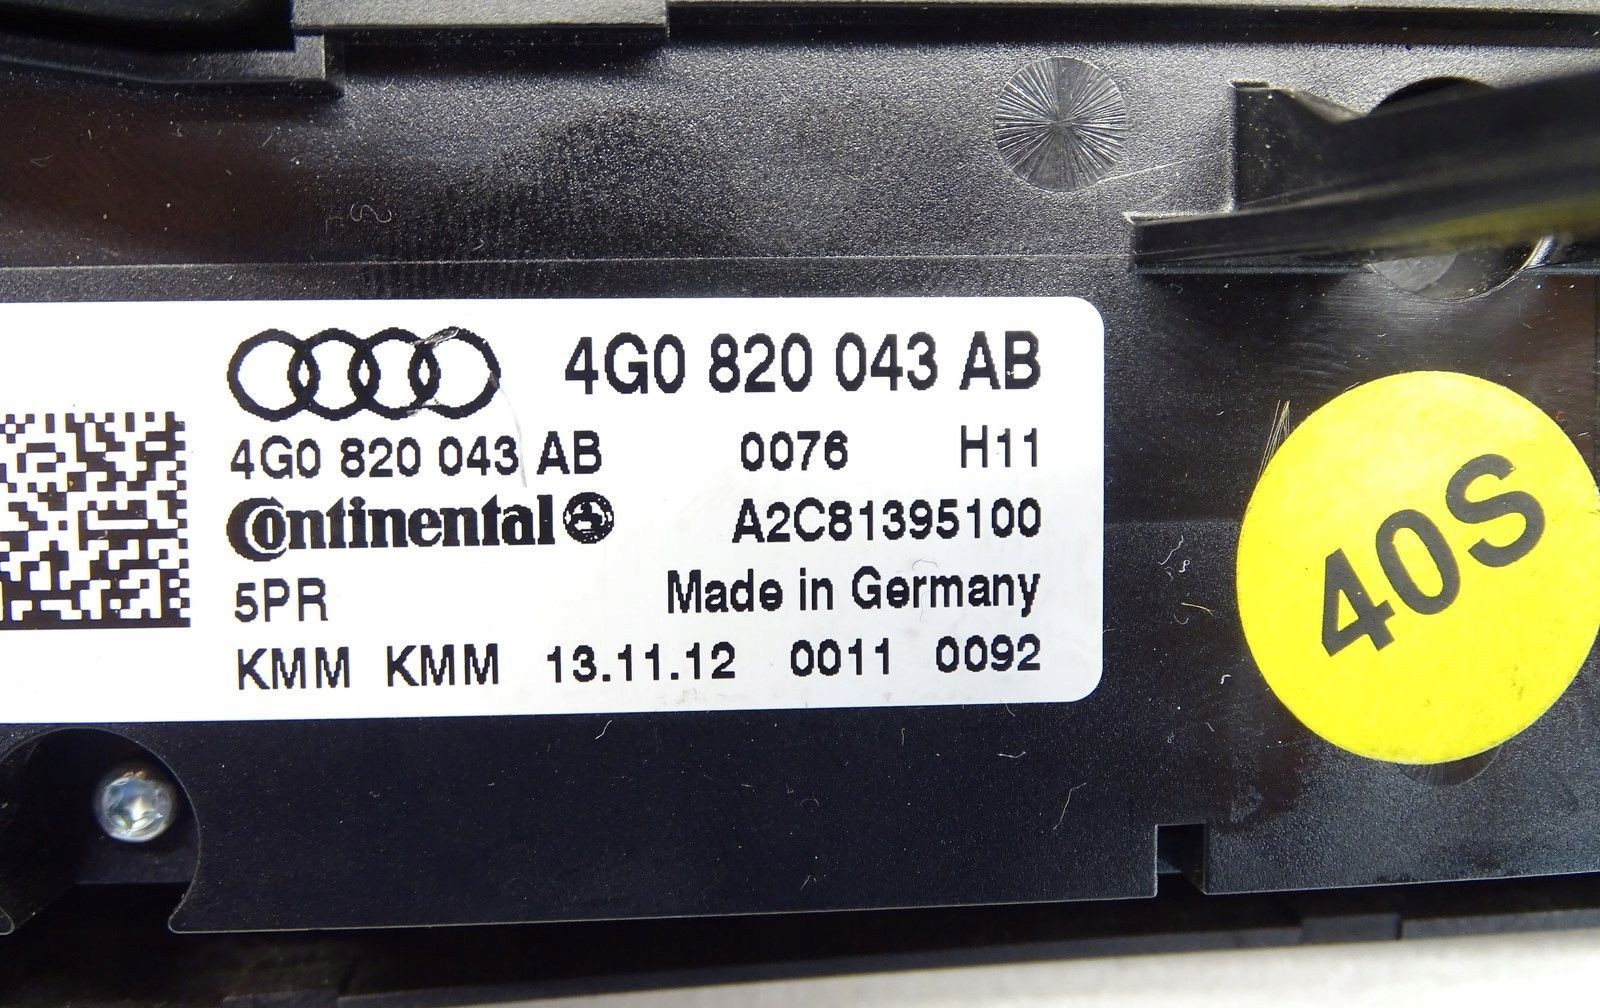 4G0 820 043 AB
4G0 820 043 AB 0076 H11
Continental A2C81395100
5PR Made in Germany
KMM KMM 13.11.12 0011 0092
40S